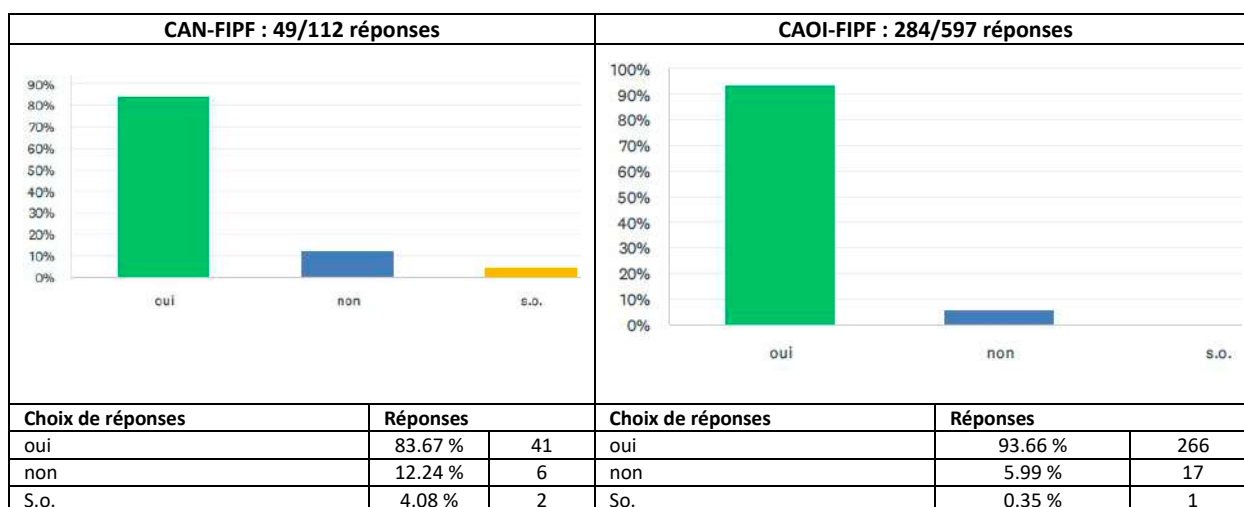 CAN-FIPF : 49/112 réponses
CAOI-FIPF : 284/597 réponses
90%
80%
70%
60%
50%
40%
30%
20%
10%
0%
oui non s.o.
100%
90%
80%
70%
60%
50%
40%
30%
20%
10%
0%
oui non s.o.
Choix de réponses Réponses Choix de réponses Réponses
oui 83.67 % 41 oui 93.66 % 266
non 12.24 % 6 non 5.99 % 17
S.o. 4.08 % 2 So. 0.35 % 1